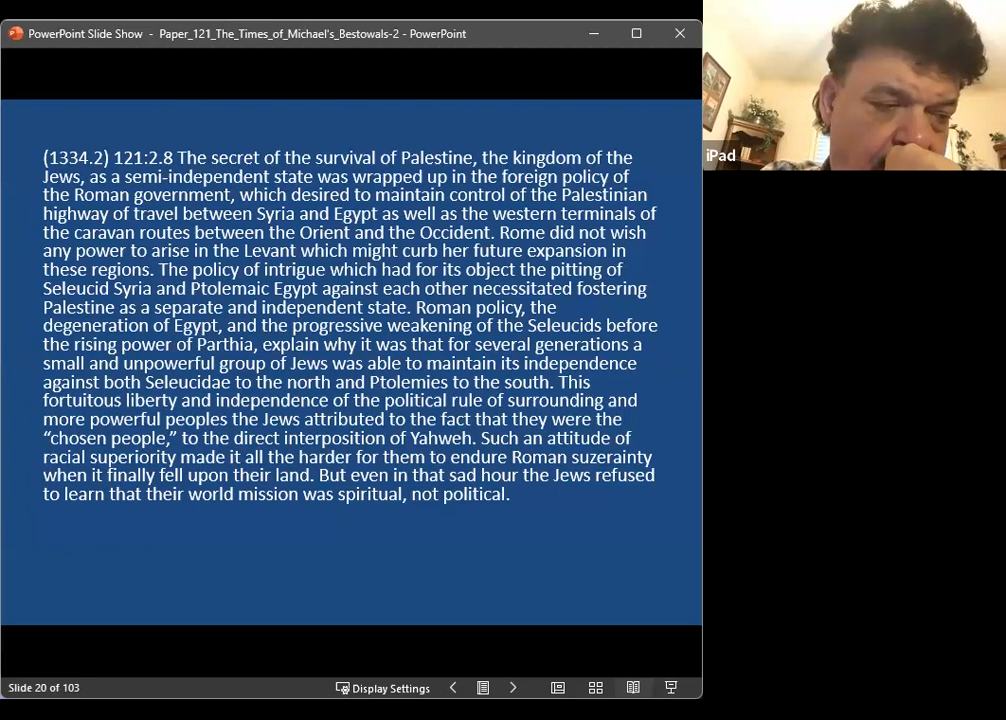 PowerPoint Slide Show - Paper_121_The_Times_of_Michael's_Bestowals-2 - PowerPoint
(1334.2) 121:2.8 The secret of the survival of Palestine, the kingdom of the
Jews, as a semi-independent state was wrapped up in the foreign policy of
the Roman government, which desired to maintain control of the Palestinian
highway of travel between Syria and Egypt as well as the western terminals of
the caravan routes between the Orient and the Occident. Rome did not wish
any power to arise in the Levant which might curb her future expansion in
these regions. The policy of intrigue which had for its object the pitting of
Seleucid Syria and Ptolemaic Egypt against each other necessitated fostering
Palestine as a separate and independent state. Roman policy, the
degeneration of Egypt, and the progressive weakening of the Seleucids before
the rising power of Parthia, explain why it was that for several generations a
small and unpowerful group of Jews was able to maintain its independence
against both Seleucidae to the north and Ptolemies to the south. This
fortuitous liberty and independence of the political rule of surrounding and
more powerful peoples the Jews attributed to the fact that they were the
“chosen people,” to the direct interposition of Yahweh. Such an attitude of
racial superiority made it all the harder for them to endure Roman suzerainty
when it finally fell upon their land. But even in that sad hour the Jews refused
to learn that their world mission was spiritual, not political.
iPad
Slide 20 of 103
Display Settings